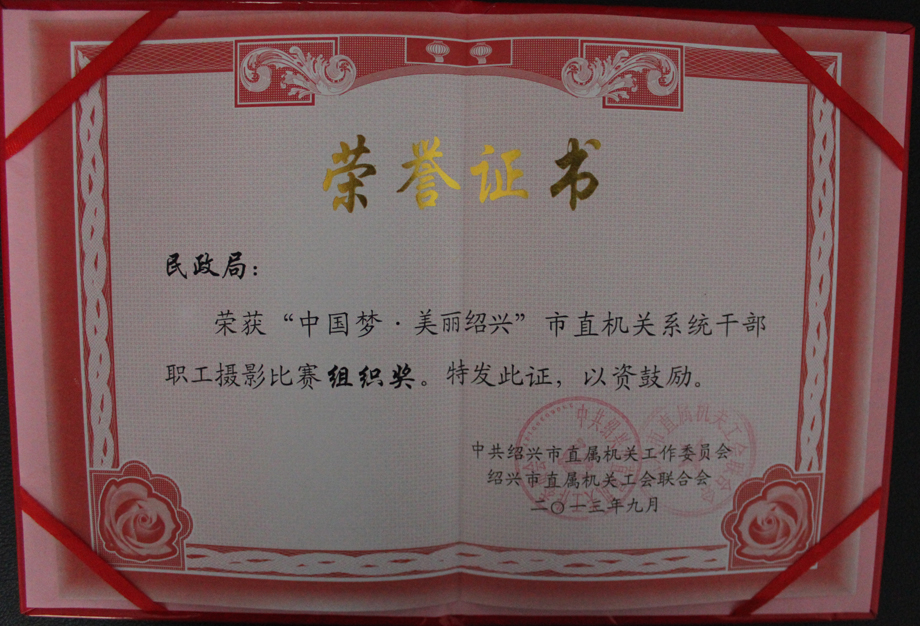 荣誉证书
民政局：
荣获“中国梦·美丽绍兴”市直机关系统干部
职工摄影比赛组织奖。特发此证，以资鼓励。
中共绍兴市直属机关工作委员会
绍兴市直属机关工会联合会
二〇一三年九月